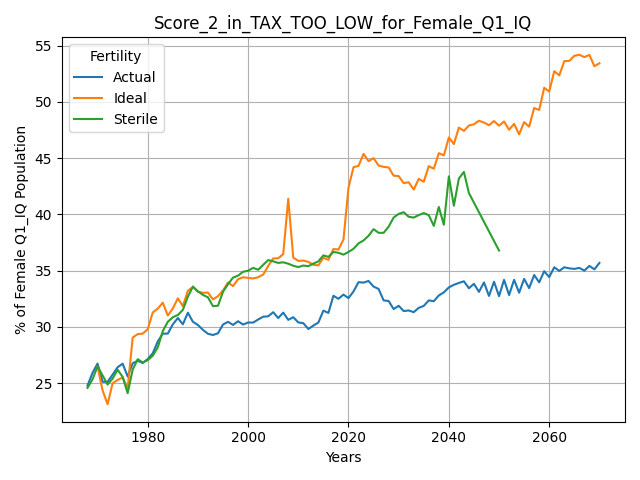 Score_2_in_TAX_TOO_LOW_for_Female_Q1_IQ
% of Female Q1_IQ Population
55
50
45
40
35
30
25
Fertility
Actual
Ideal
Sterile
1980
2000
2020
2040
2060
Years